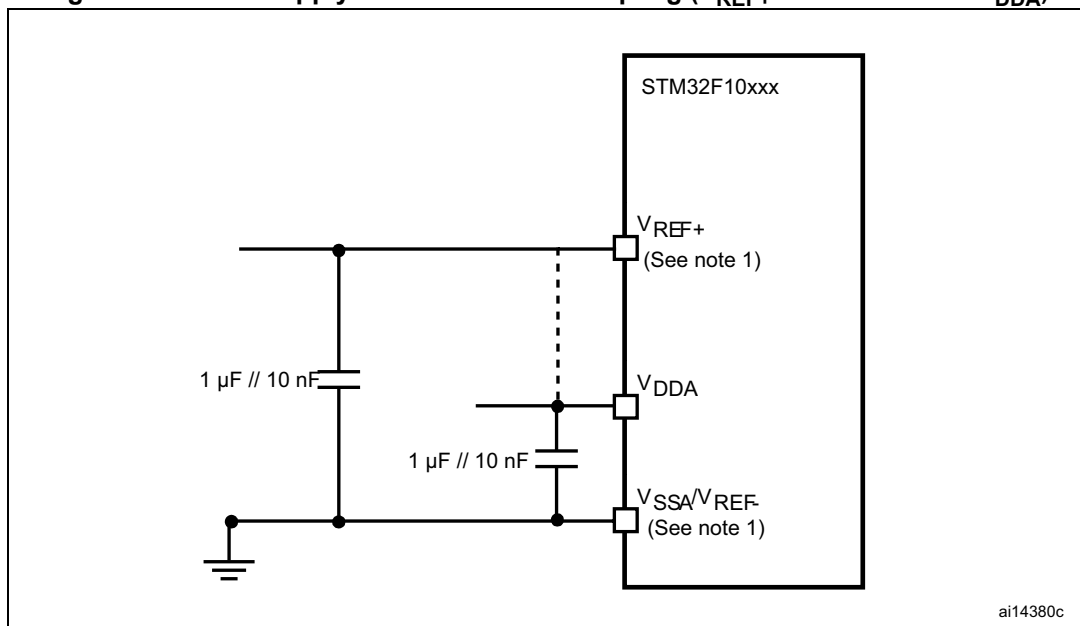 STM32F10xxx
VREF+
(See note 1)
1 µF // 10 nF
VDDA
1 µF // 10 nF
VSSA/VREF-
(See note 1)
ai14380c